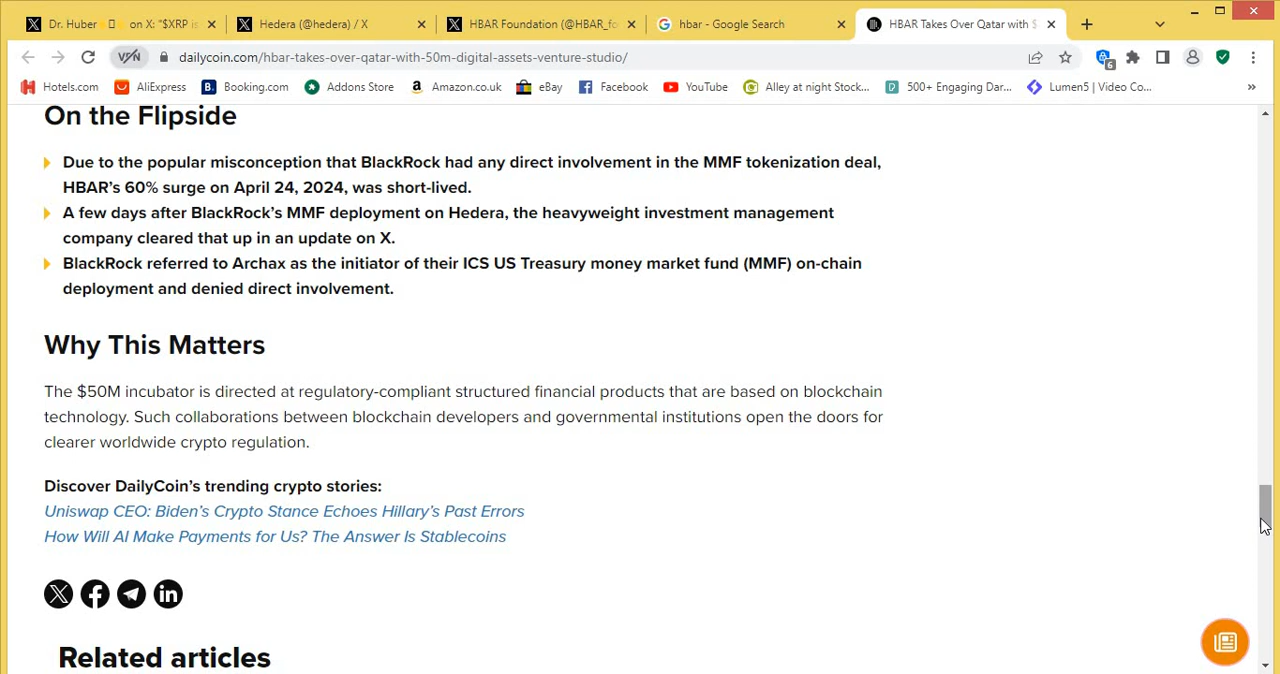 Dr. Huber on X: "$XRP is
Hedera (@hedera) / X
HBAR Foundation (@HBAR_fo
hbar - Google Search
HBAR Takes Over Qatar with $
VPN
dailycoin.com/hbar-takes-over-qatar-with-50m-digital-assets-venture-studio/
6
Hotels.com
AliExpress
Booking.com
Addons Store
Amazon.co.uk
eBay
Facebook
YouTube
Alley at night Stock...
500+ Engaging Dar...
Lumen5 | Video Co...
On the Flipside
Due to the popular misconception that BlackRock had any direct involvement in the MMF tokenization deal,
HBAR's 60% surge on April 24, 2024, was short-lived.
A few days after BlackRock's MMF deployment on Hedera, the heavyweight investment management
company cleared that up in an update on X.
BlackRock referred to Archax as the initiator of their ICS US Treasury money market fund (MMF) on-chain
deployment and denied direct involvement.
Why This Matters
The $50M incubator is directed at regulatory-compliant structured financial products that are based on blockchain
technology. Such collaborations between blockchain developers and governmental institutions open the doors for
clearer worldwide crypto regulation.
Discover DailyCoin's trending crypto stories:
Uniswap CEO: Biden's Crypto Stance Echoes Hillary's Past Errors
How Will AI Make Payments for Us? The Answer Is Stablecoins
Related articles